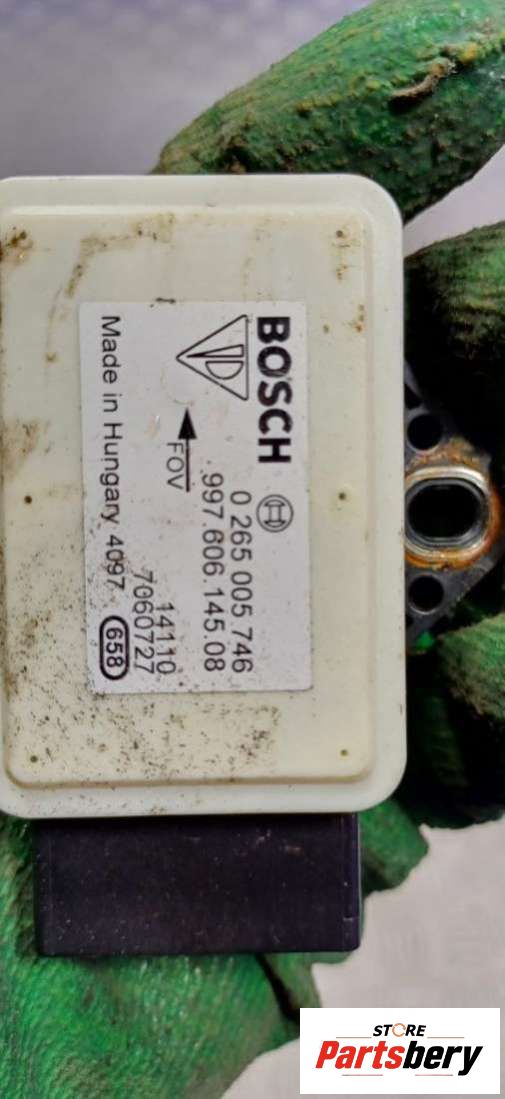 BOSCH
0 265 005 746
.997.606.145.08
FOV
14110
7060727
Made in Hungary 4097 658
STORE
Partsbery